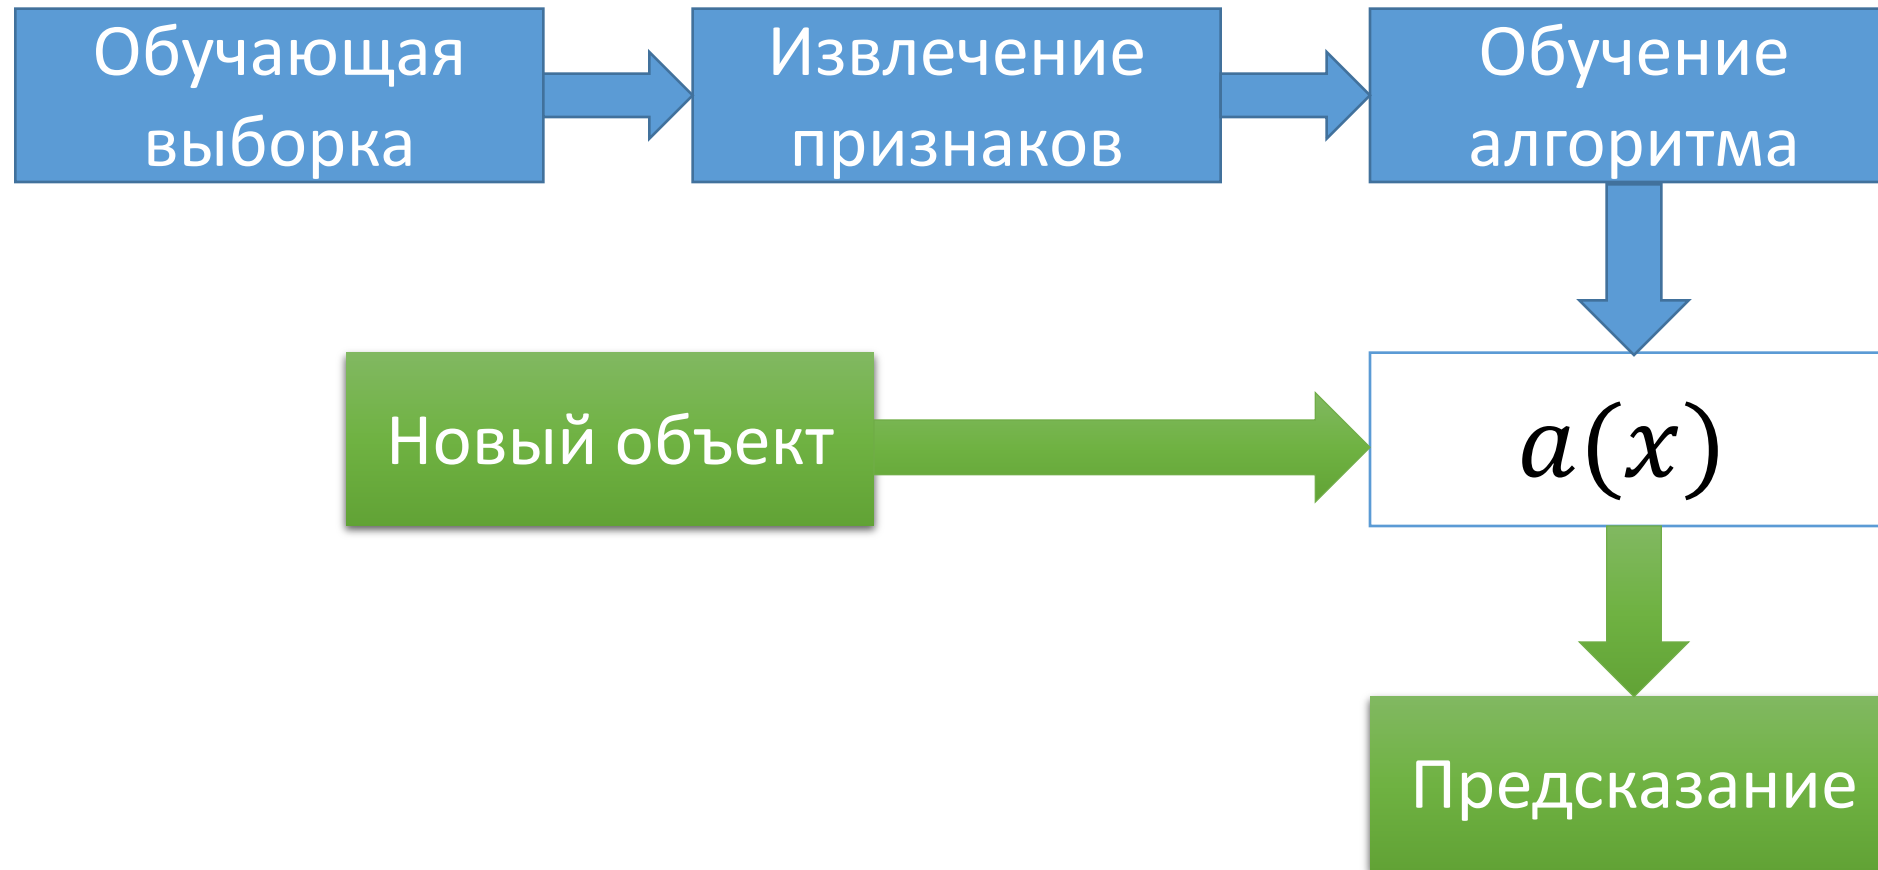 Обучающая
выборка
Извлечение
признаков
Обучение
алгоритма
Новый объект
a(x)
Предсказание